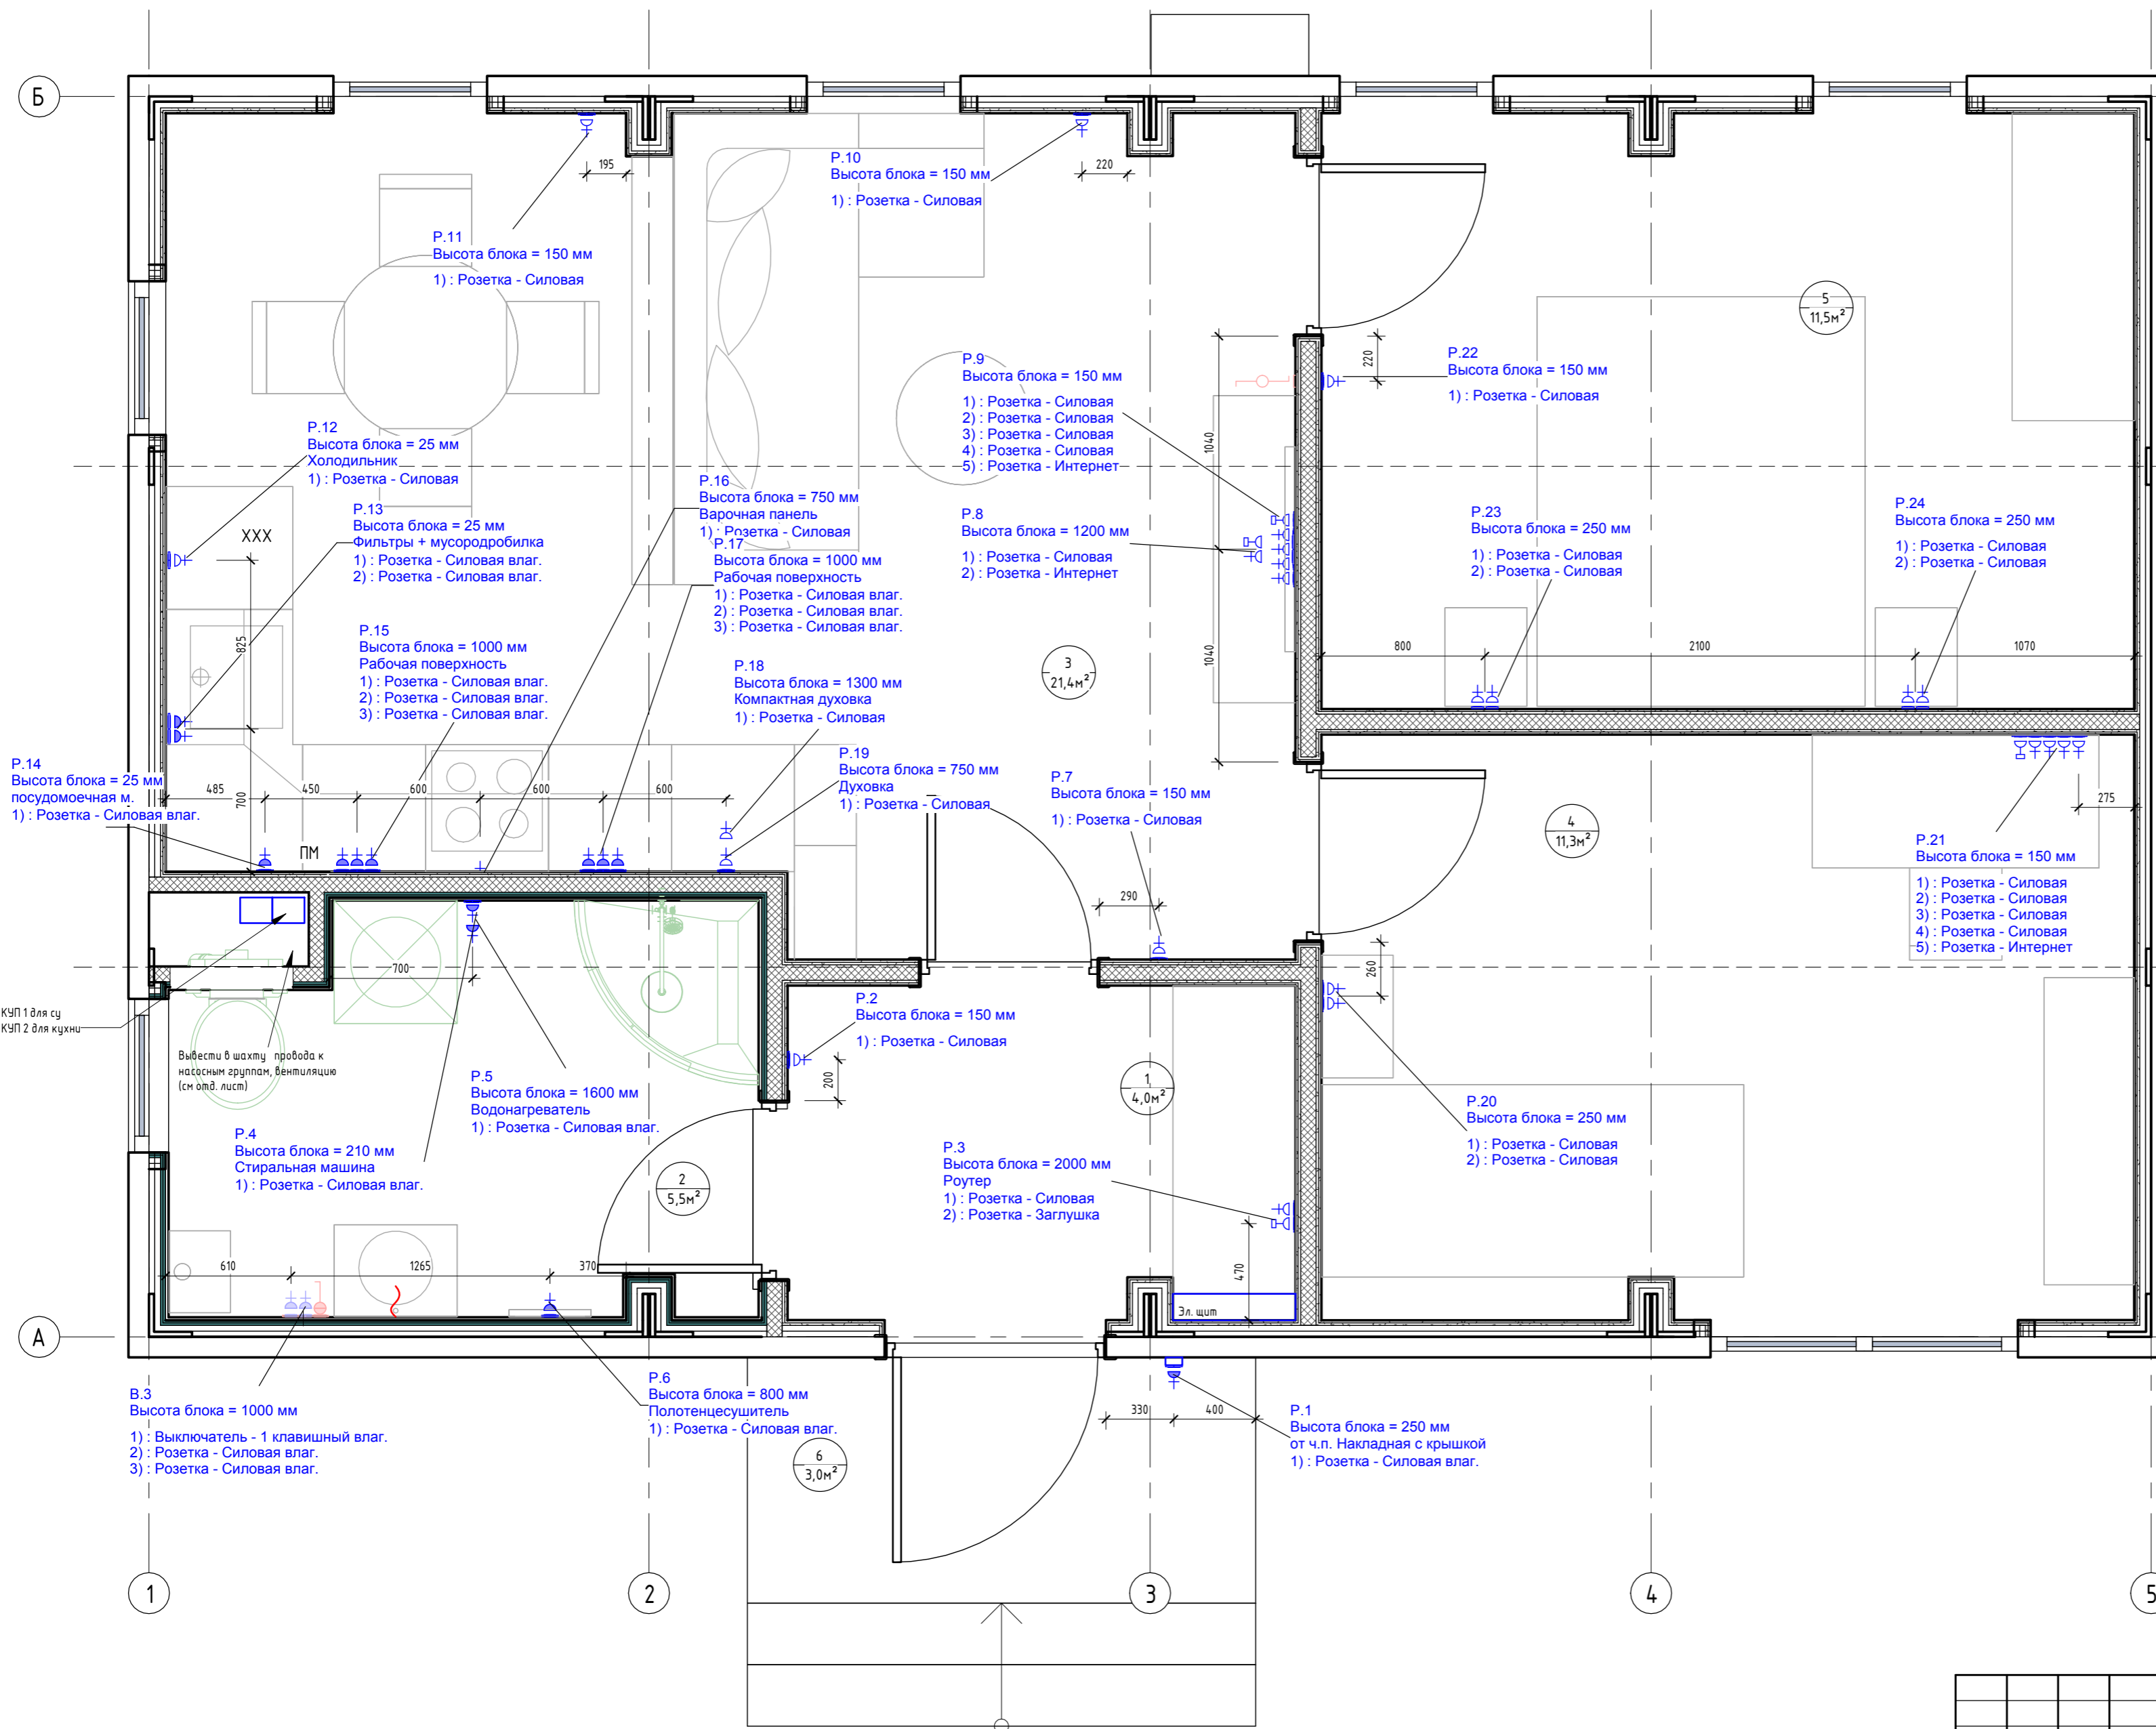 Б
195
220
Р.10
Высота блока = 150 мм
1) : Розетка - Силовая
Р.11
Высота блока = 150 мм
1) : Розетка - Силовая
5
11,5м²
Р.9
Высота блока = 150 мм
1) : Розетка - Силовая
2) : Розетка - Силовая
3) : Розетка - Силовая
4) : Розетка - Силовая
5) : Розетка - Интернет
220
Р.22
Высота блока = 150 мм
1) : Розетка - Силовая
1040
Р.12
Высота блока = 25 мм
Холодильник
1) : Розетка - Силовая
Р.16
Высота блока = 750 мм
Варочная панель
1) : Розетка - Силовая
Р.13
Высота блока = 25 мм
Фильтры + мусородробилка
1) : Розетка - Силовая влаг.
2) : Розетка - Силовая влаг.
ХХХ
Р.17
Высота блока = 1000 мм
Рабочая поверхность
1) : Розетка - Силовая влаг.
2) : Розетка - Силовая влаг.
3) : Розетка - Силовая влаг.
Р.8
Высота блока = 1200 мм
1) : Розетка - Силовая
2) : Розетка - Интернет
Р.23
Высота блока = 250 мм
1) : Розетка - Силовая
2) : Розетка - Силовая
Р.24
Высота блока = 250 мм
1) : Розетка - Силовая
2) : Розетка - Силовая
825
Р.15
Высота блока = 1000 мм
Рабочая поверхность
1) : Розетка - Силовая влаг.
2) : Розетка - Силовая влаг.
3) : Розетка - Силовая влаг.
Р.18
Высота блока = 1300 мм
Компактная духовка
1) : Розетка - Силовая
3
21,4м²
1040
800
2100
1070
Р.14
Высота блока = 25 мм
посудомоечная м.
1) : Розетка - Силовая влаг.
485
450
600
600
600
700
ПМ
Р.19
Высота блока = 750 мм
Духовка
1) : Розетка - Силовая
Р.7
Высота блока = 150 мм
1) : Розетка - Силовая
4
11,3м²
275
Р.21
Высота блока = 150 мм
1) : Розетка - Силовая
2) : Розетка - Силовая
3) : Розетка - Силовая
4) : Розетка - Силовая
5) : Розетка - Интернет
290
700
260
КУП 1 для су
КУП 2 для кухни
Вывести в шахту провода к
насосным группам, вентиляцию
(см отд. лист)
Р.2
Высота блока = 150 мм
1) : Розетка - Силовая
200
1
4,0м²
Р.5
Высота блока = 1600 мм
Водонагреватель
1) : Розетка - Силовая влаг.
Р.4
Высота блока = 210 мм
Стиральная машина
1) : Розетка - Силовая влаг.
2
5,5м²
Р.3
Высота блока = 2000 мм
Роутер
1) : Розетка - Силовая
2) : Розетка - Заглушка
Р.20
Высота блока = 250 мм
1) : Розетка - Силовая
2) : Розетка - Силовая
610
1265
370
470
Эл. щит
А
В.3
Высота блока = 1000 мм
1) : Выключатель - 1 клавишный влаг.
2) : Розетка - Силовая влаг.
3) : Розетка - Силовая влаг.
Р.6
Высота блока = 800 мм
Полотенцесушитель
1) : Розетка - Силовая влаг.
330
400
Р.1
Высота блока = 250 мм
от ч.п. Накладная с крышкой
1) : Розетка - Силовая влаг.
6
3,0м²
1
2
3
4
5